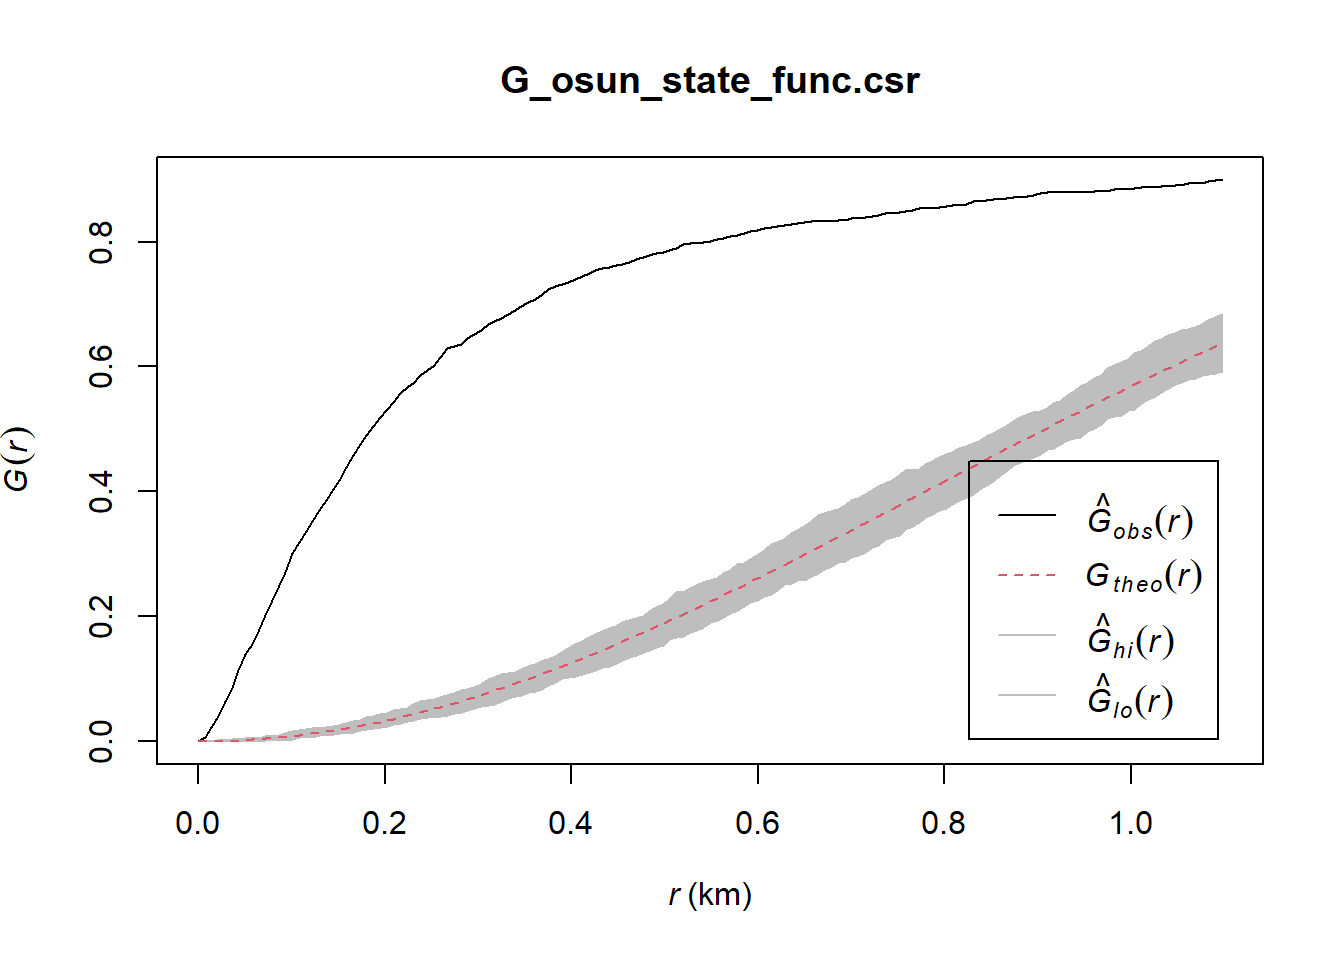 G_osun_state_func.csr
G(r)
0.8
0.6
0.4
0.2
0.0
Ĝobs(r)
Gtheo(r)
Ĝhi(r)
Ĝlo(r)
0.0 0.2 0.4 0.6 0.8 1.0
r (km)